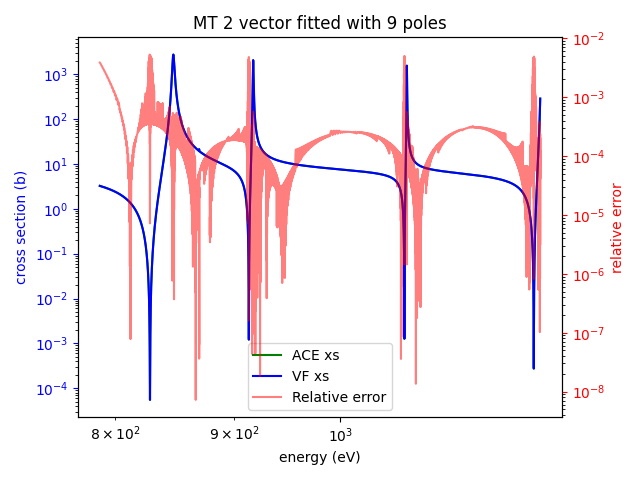 MT 2 vector fitted with 9 poles
cross section (b)
10³
10²
10¹
10⁰
10⁻¹
10⁻²
10⁻³
10⁻⁴
10⁻²
10⁻³
10⁻⁴
10⁻⁵
10⁻⁶
10⁻⁷
10⁻⁸
relative error
ACE xs
VF xs
Relative error
8 × 10² 9 × 10² 10³
energy (eV)